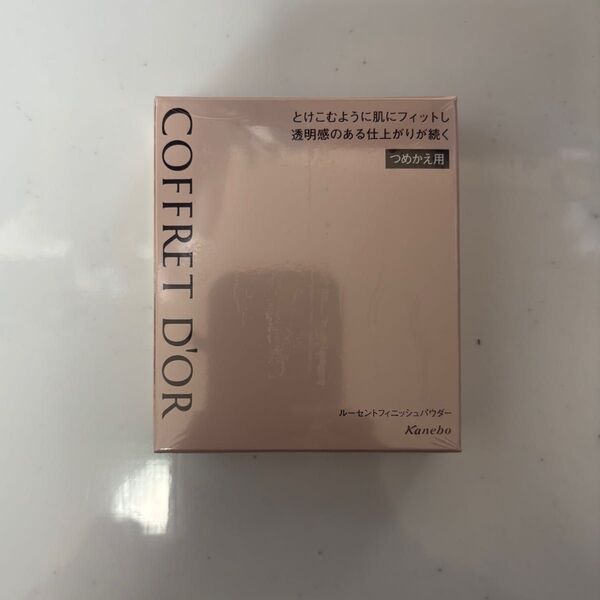 COFFRET D'OR
とけこむように肌にフィットし
透明感のある仕上がりが続く
つめかえ用
ルーセントフィニッシュパウダー
Kanebo